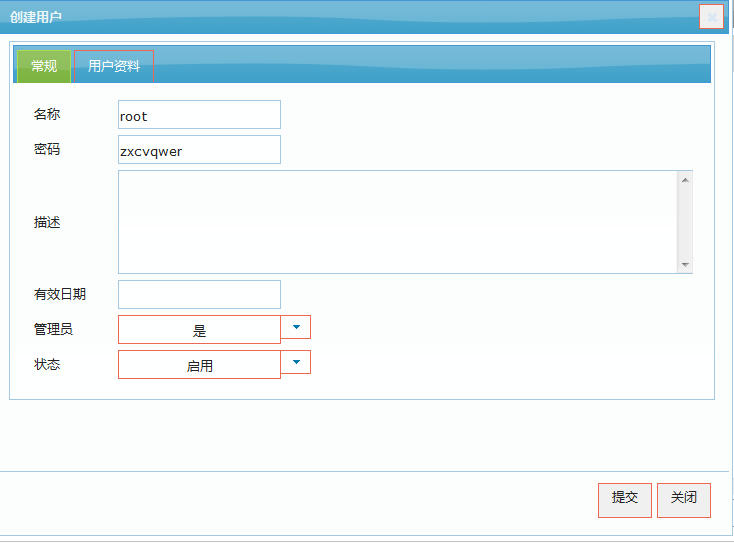 创建用户
常规 用户资料
名称 root
密码 zxcvqwer
描述
有效日期
管理员 是
状态 启用
提交 关闭